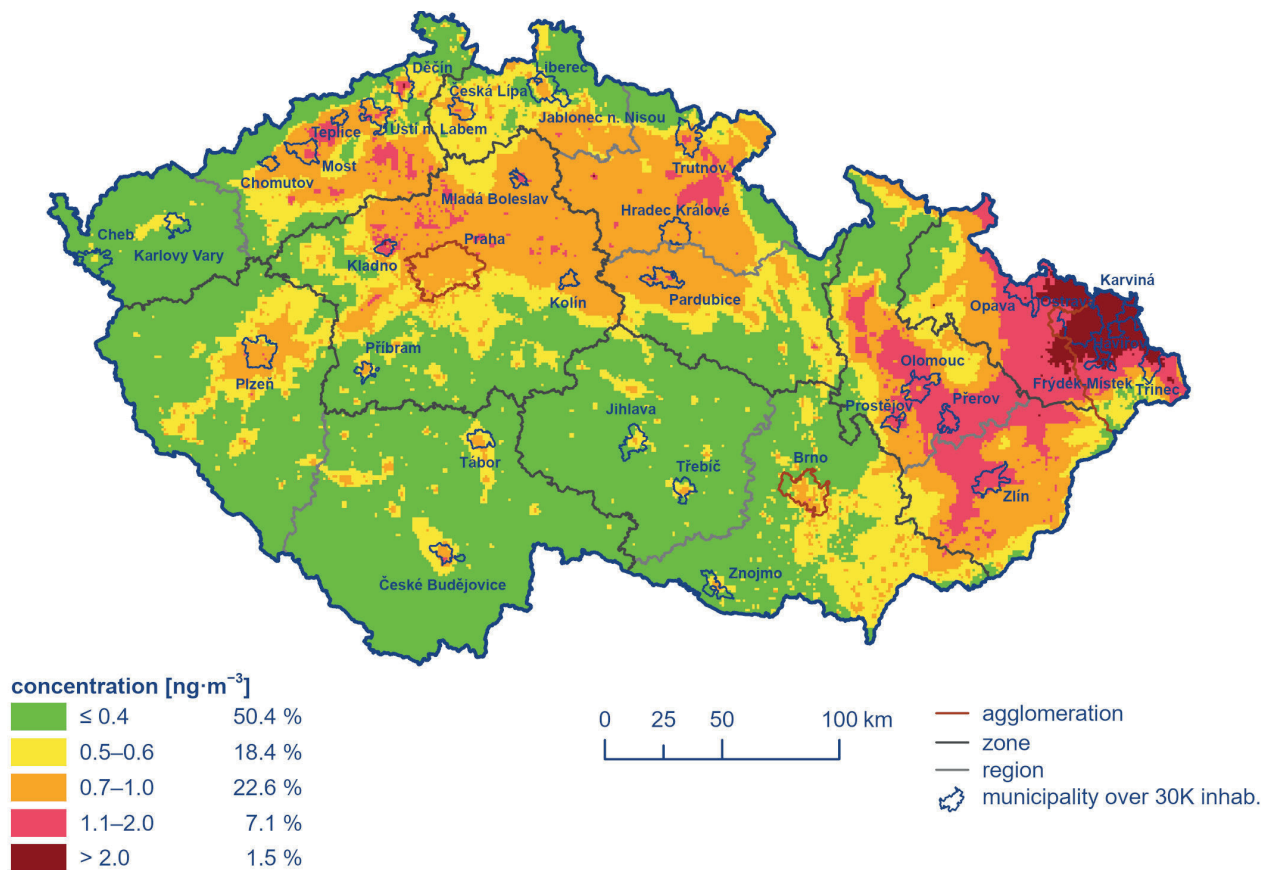 Děčín
Liberec
Česká Lípa
Jablonec n. Nisou
Teplice
Ústí n. Labem
Most
Trutnov
Chomutov
Mladá Boleslav
Hradec Králové
Cheb
Karlovy Vary
Praha
Kladno
Kolín
Pardubice
Karviná
Opava
Ostrava
Příbram
Plzeň
Olomouc
Frýdek-Místek
Třinec
Jihlava
Prostějov
Přerov
Tábor
Třebíč
Brno
Zlín
České Budějovice
Znojmo
concentration [ng·m⁻³]
≤ 0.4 50.4 %
0.5–0.6 18.4 %
0.7–1.0 22.6 %
1.1–2.0 7.1 %
> 2.0 1.5 %
0 25 50 100 km
agglomeration
zone
region
municipality over 30K inhab.